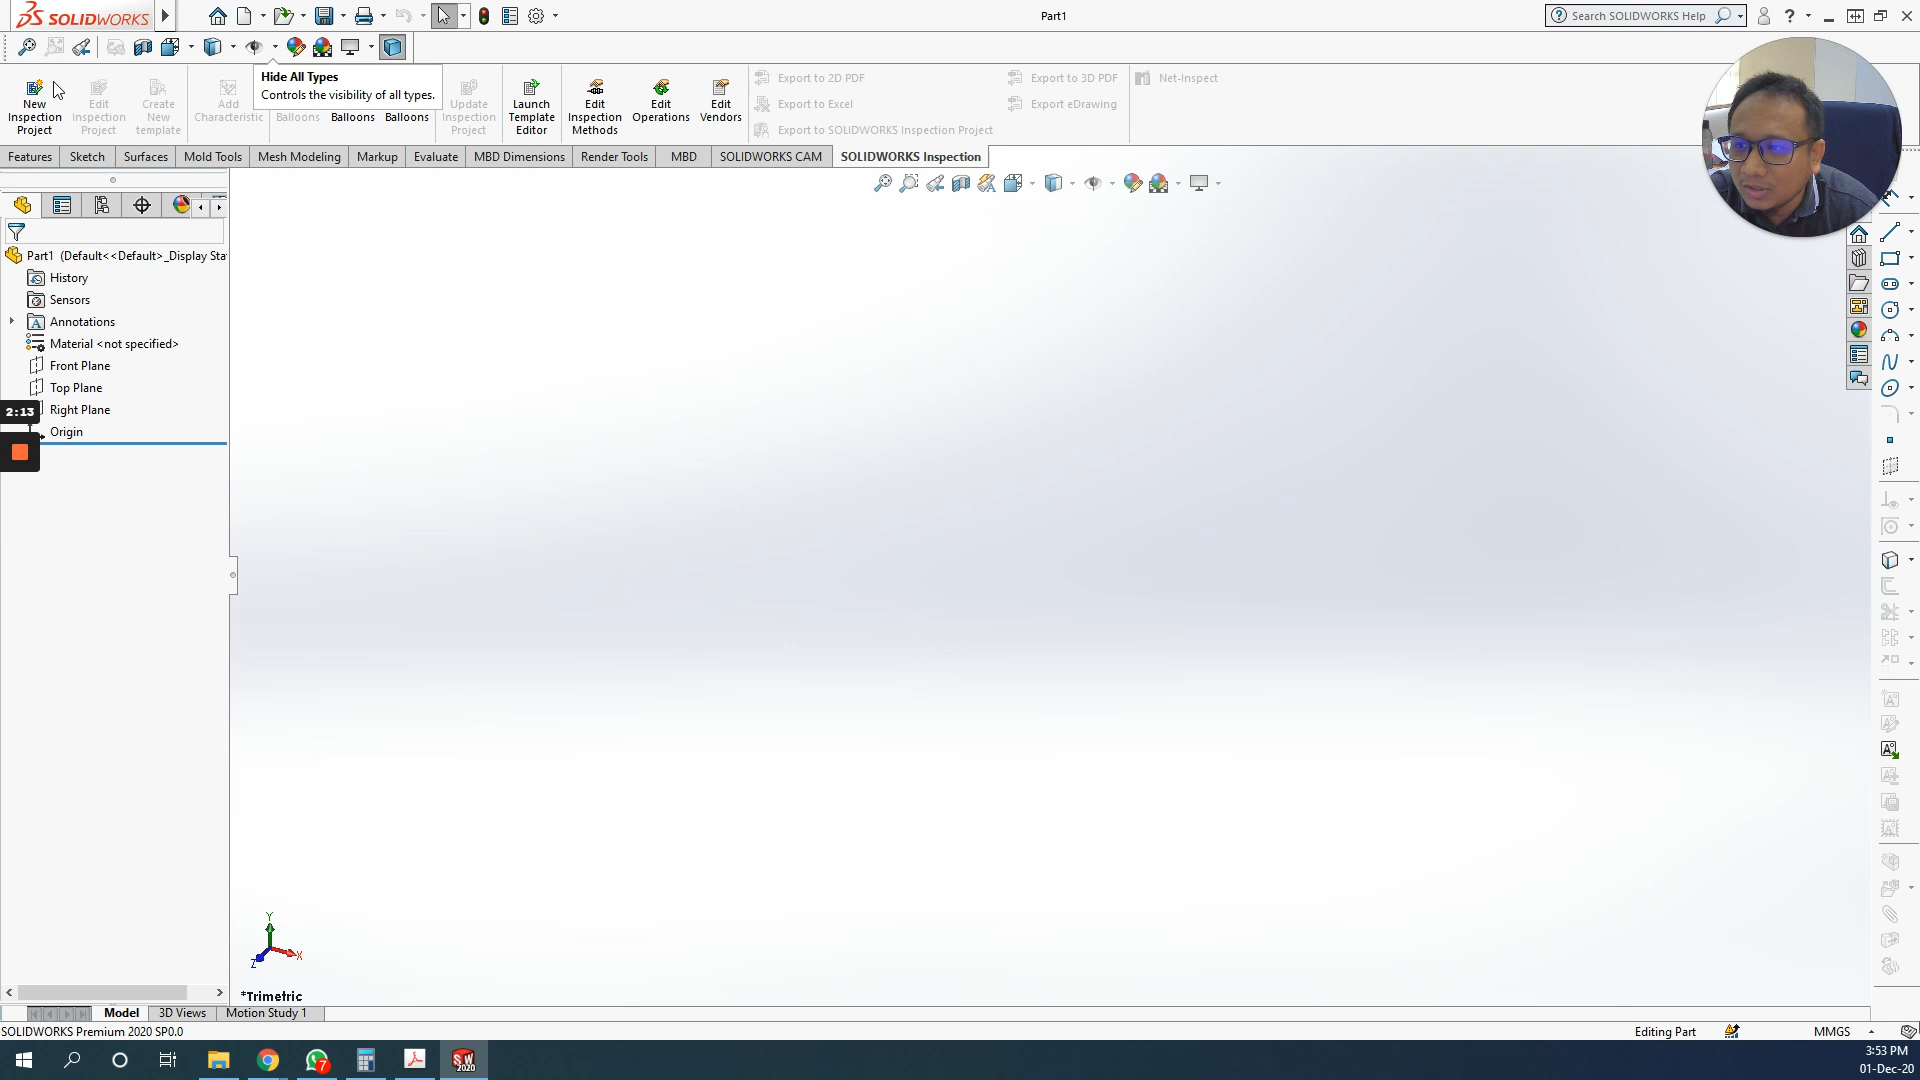 SOLIDWORKS
Part1
Search SOLIDWORKS Help
Hide All Types
Controls the visibility of all types.
New Inspection Project
Edit Inspection Project
Create New template
Add Characteristic
Balloons
Balloons
Balloons
Update Inspection Project
Launch Template Editor
Edit Inspection Methods
Edit Operations
Edit Vendors
Export to 2D PDF
Export to Excel
Export to SOLIDWORKS Inspection Project
Export to 3D PDF
Export eDrawing
Net-Inspect
Features
Sketch
Surfaces
Mold Tools
Mesh Modeling
Markup
Evaluate
MBD Dimensions
Render Tools
MBD
SOLIDWORKS CAM
SOLIDWORKS Inspection
Part1 (Default<<Default>_Display Sta
History
Sensors
Annotations
Material <not specified>
Front Plane
Top Plane
Right Plane
Origin
2:13
Y
X
Z
*Trimetric
Model
3D Views
Motion Study 1
SOLIDWORKS Premium 2020 SP0.0
Editing Part
MMGS
7
SW
2020
3:53 PM
01-Dec-20